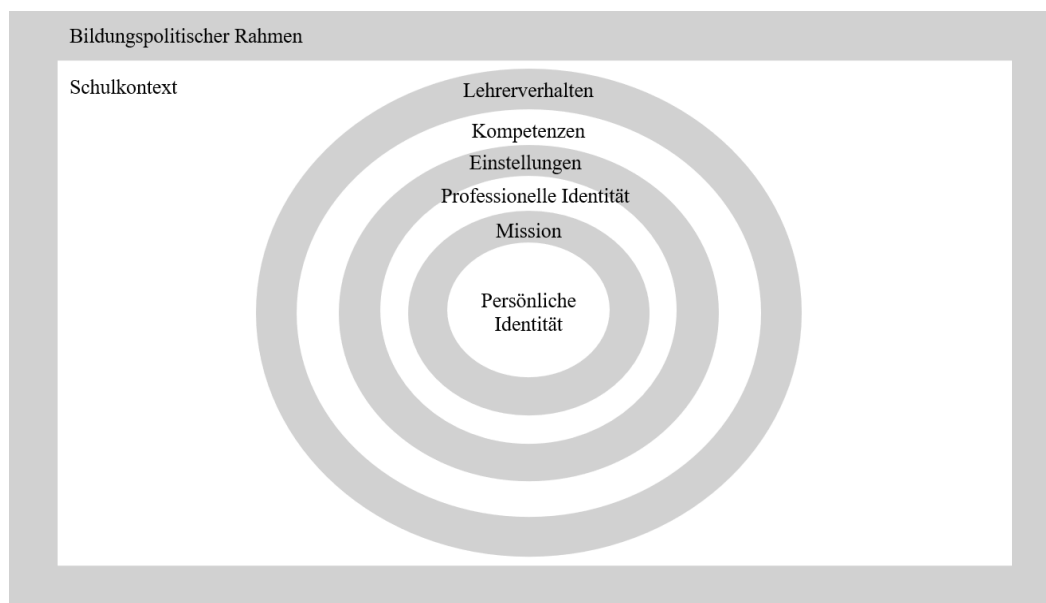 Bildungspolitischer Rahmen
Schulkontext
Lehrerverhalten
Kompetenzen
Einstellungen
Professionelle Identität
Mission
Persönliche
Identität